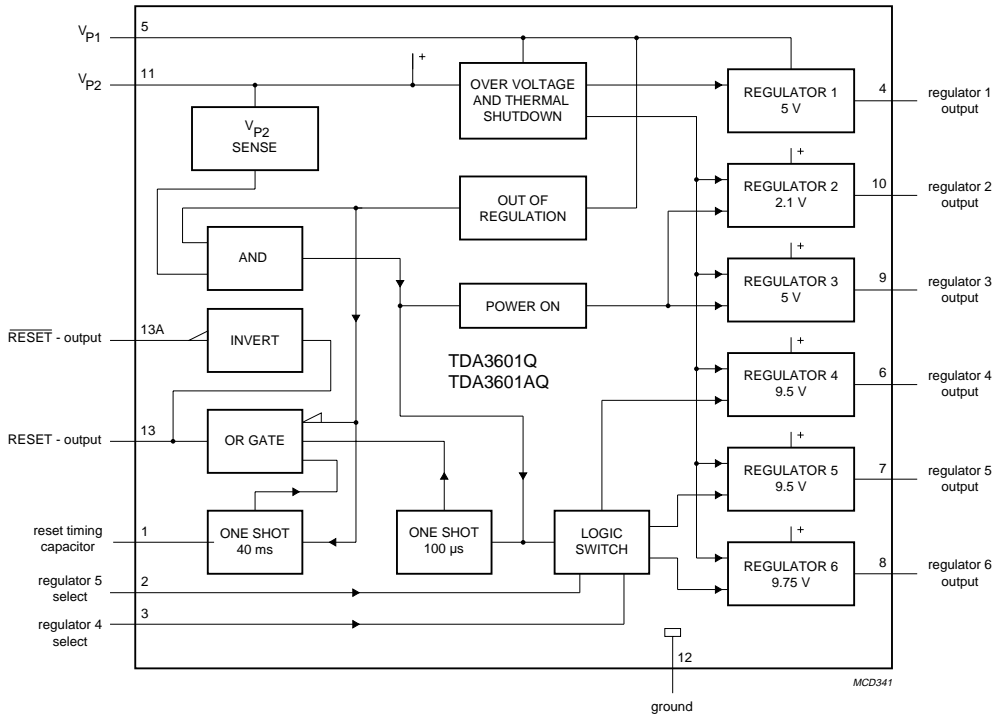 VP1
5
VP2
11
+
OVER VOLTAGE
AND THERMAL
SHUTDOWN
REGULATOR 1
5 V
4
regulator 1
output
VP2
SENSE
+
REGULATOR 2
2.1 V
10
regulator 2
output
OUT OF
REGULATION
AND
+
REGULATOR 3
5 V
9
regulator 3
output
POWER ON
RESET - output
13A
INVERT
TDA3601Q
TDA3601AQ
+
REGULATOR 4
9.5 V
6
regulator 4
output
RESET - output
13
OR GATE
+
REGULATOR 5
9.5 V
7
regulator 5
output
reset timing
capacitor
1
ONE SHOT
40 ms
ONE SHOT
100 µs
LOGIC
SWITCH
+
REGULATOR 6
9.75 V
8
regulator 6
output
regulator 5
select
2
regulator 4
select
3
12
ground
MCD341